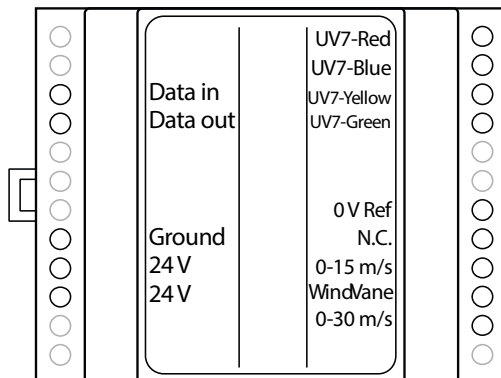 Data in
Data out
Ground
24 V
24 V
UV7-Red
UV7-Blue
UV7-Yellow
UV7-Green
0 V Ref
N.C.
0-15 m/s
WindVane
0-30 m/s